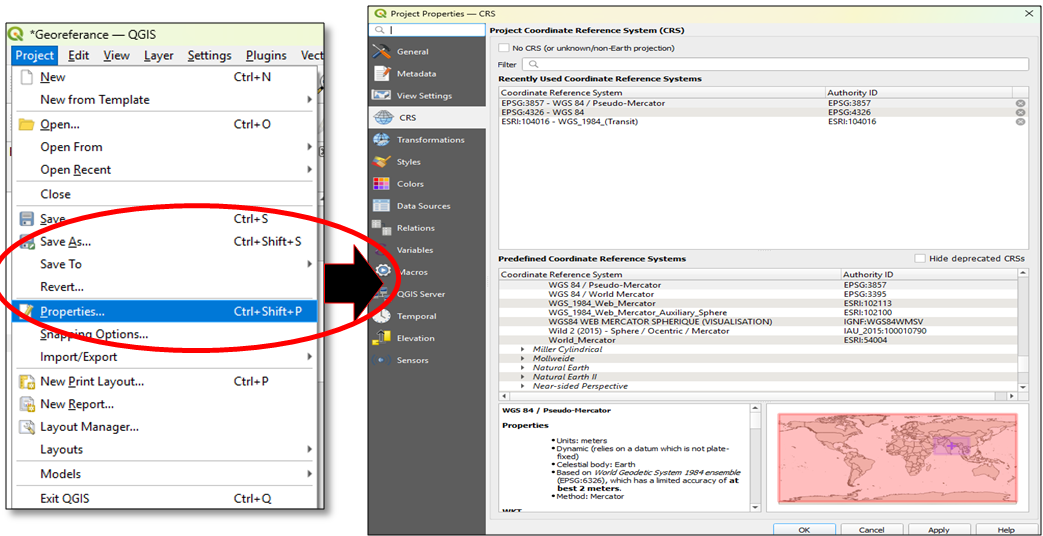 *Georeferance — QGIS
Project Edit View Layer Settings Plugins Vect
New Ctrl+N
New from Template
Open... Ctrl+O
Open From
Open Recent
Close
Save Ctrl+S
Save As... Ctrl+Shift+S
Save To
Revert...
Properties... Ctrl+Shift+P
Snapping Options...
Import/Export
New Print Layout... Ctrl+P
New Report...
Layout Manager...
Layouts
Models
Exit QGIS Ctrl+Q
Project Properties — CRS
General
Metadata
View Settings
CRS
Transformations
Styles
Colors
Data Sources
Relations
Variables
Macros
QGIS Server
Temporal
Elevation
Sensors
Project Coordinate Reference System (CRS)
No CRS (or unknown/non-Earth projection)
Filter
Recently Used Coordinate Reference Systems
Coordinate Reference System Authority ID
EPSG:3857 - WGS 84 / Pseudo-Mercator EPSG:3857
EPSG:4326 - WGS 84 EPSG:4326
ESRI:104016 - WGS_1984_(Transit) ESRI:104016
Predefined Coordinate Reference Systems Hide deprecated CRSs
Coordinate Reference System Authority ID
WGS 84 / Pseudo-Mercator EPSG:3857
WGS 84 / World Mercator EPSG:3395
WGS_1984_Web_Mercator ESRI:102113
WGS_1984_Web_Mercator_Auxiliary_Sphere ESRI:102100
WGS84 WEB MERCATOR SPHERIQUE (VISUALISATION) IGNF:WGS84WMSV
Wild 2 (2015) - Sphere / Ocentric / Mercator IAU_2015:100010790
World_Mercator ESRI:54004
Miller Cylindrical
Mollweide
Natural Earth
Natural Earth II
Near-sided Perspective
WGS 84 / Pseudo-Mercator
Properties
• Units: meters
• Dynamic (relies on a datum which is not plate-
fixed)
• Celestial body: Earth
• Based on World Geodetic System 1984 ensemble
(EPSG:6326), which has a limited accuracy of at
best 2 meters.
• Method: Mercator
WKT
OK Cancel Apply Help